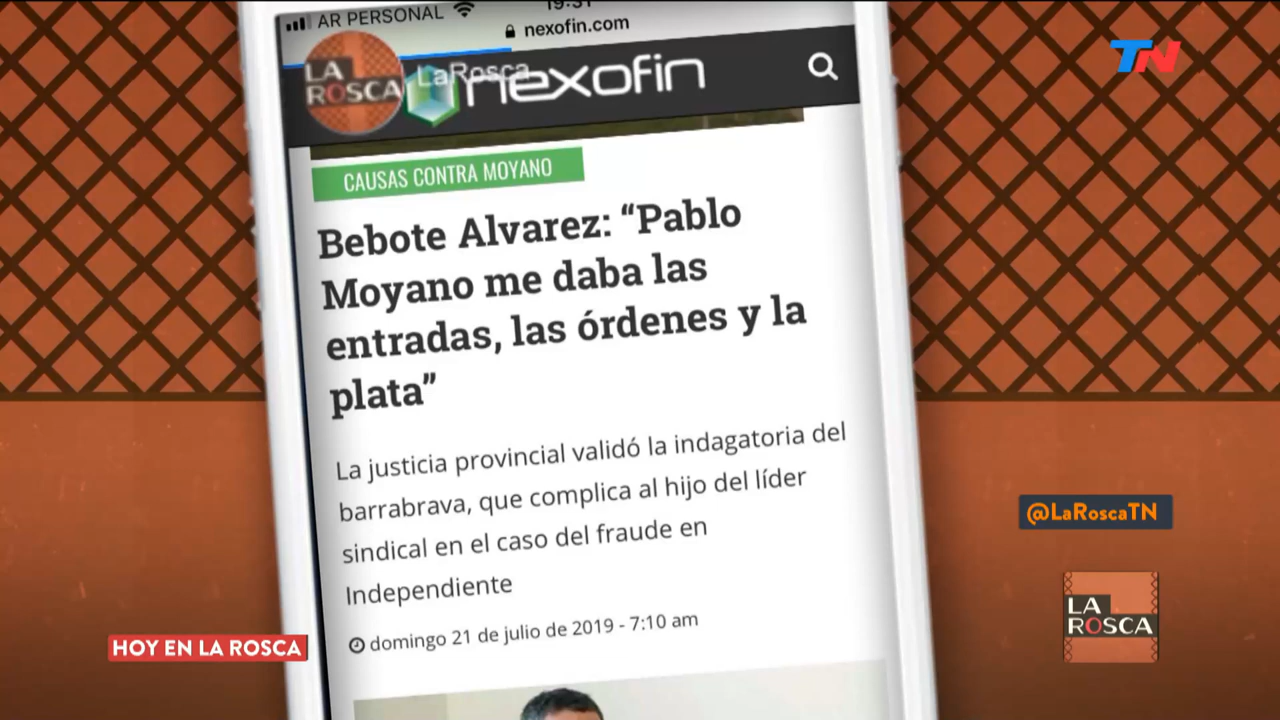 AR PERSONAL
19:31
nexofin.com
LA
ROSCA
LaRosca
nexofin
TN
CAUSAS CONTRA MOYANO
Bebote Alvarez: “Pablo
Moyano me daba las
entradas, las órdenes y la
plata”
La justicia provincial validó la indagatoria del
barrabrava, que complica al hijo del líder
sindical en el caso del fraude en
Independiente
domingo 21 de julio de 2019 - 7:10 am
@LaRoscaTN
HOY EN LA ROSCA
LA
ROSCA